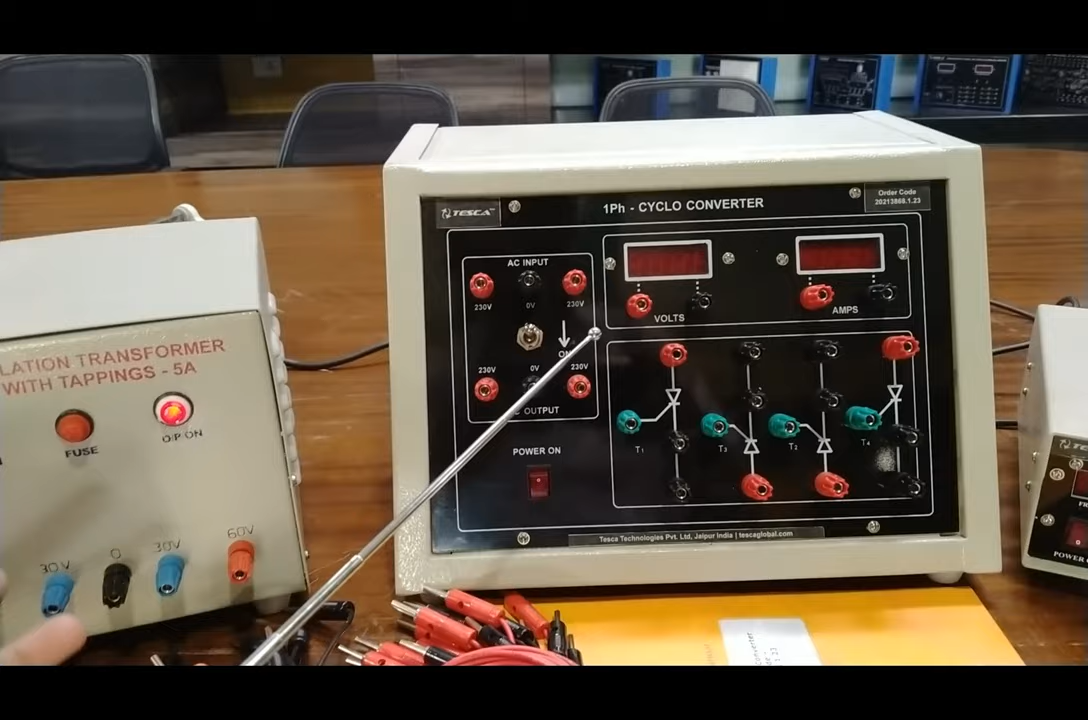 LATION TRANSFORMER
WITH TAPPINGS - 5A
FUSE
O/P ON
30V
O
30V
60V
TESCA
1Ph - CYCLO CONVERTER
Order Code
20213868.1.23
AC INPUT
230V
0V
230V
230V
0V
230V
OUTPUT
POWER ON
VOLTS
AMPS
T1
T3
T2
T4
Tesca Technologies Pvt. Ltd, Jaipur India | tescaglobal.com
POWER